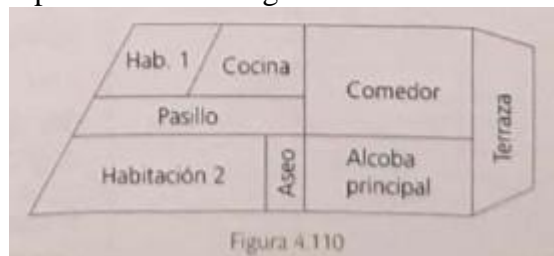 Hab. 1
Cocina
Comedor
Terraza
Pasillo
Habitación 2
Aseo
Alcoba
principal
Figura 4.110